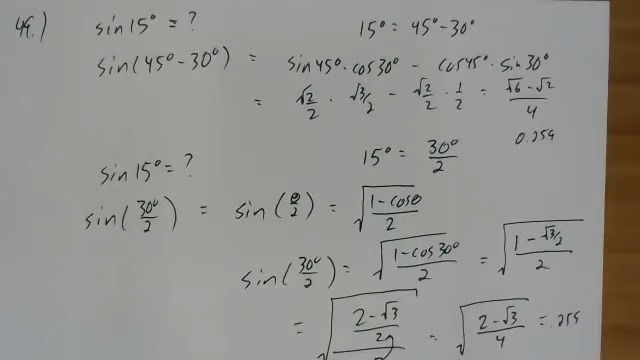 49.) sin 15° = ? 15° = 45° - 30°
sin(45° - 30°) = sin 45° · cos 30° - cos 45° · sin 30°
= √2/2 · √3/2 - √2/2 · 1/2 = (√6 - √2)/4
0.259
sin 15° = ? 15° = 30°/2
sin(30°/2) = sin(θ/2) = √((1 - cos θ)/2)
sin(30°/2) = √((1 - cos 30°)/2) = √((1 - √3/2)/2)
= √(((2 - √3)/2)/2) = √((2 - √3)/4) = .259